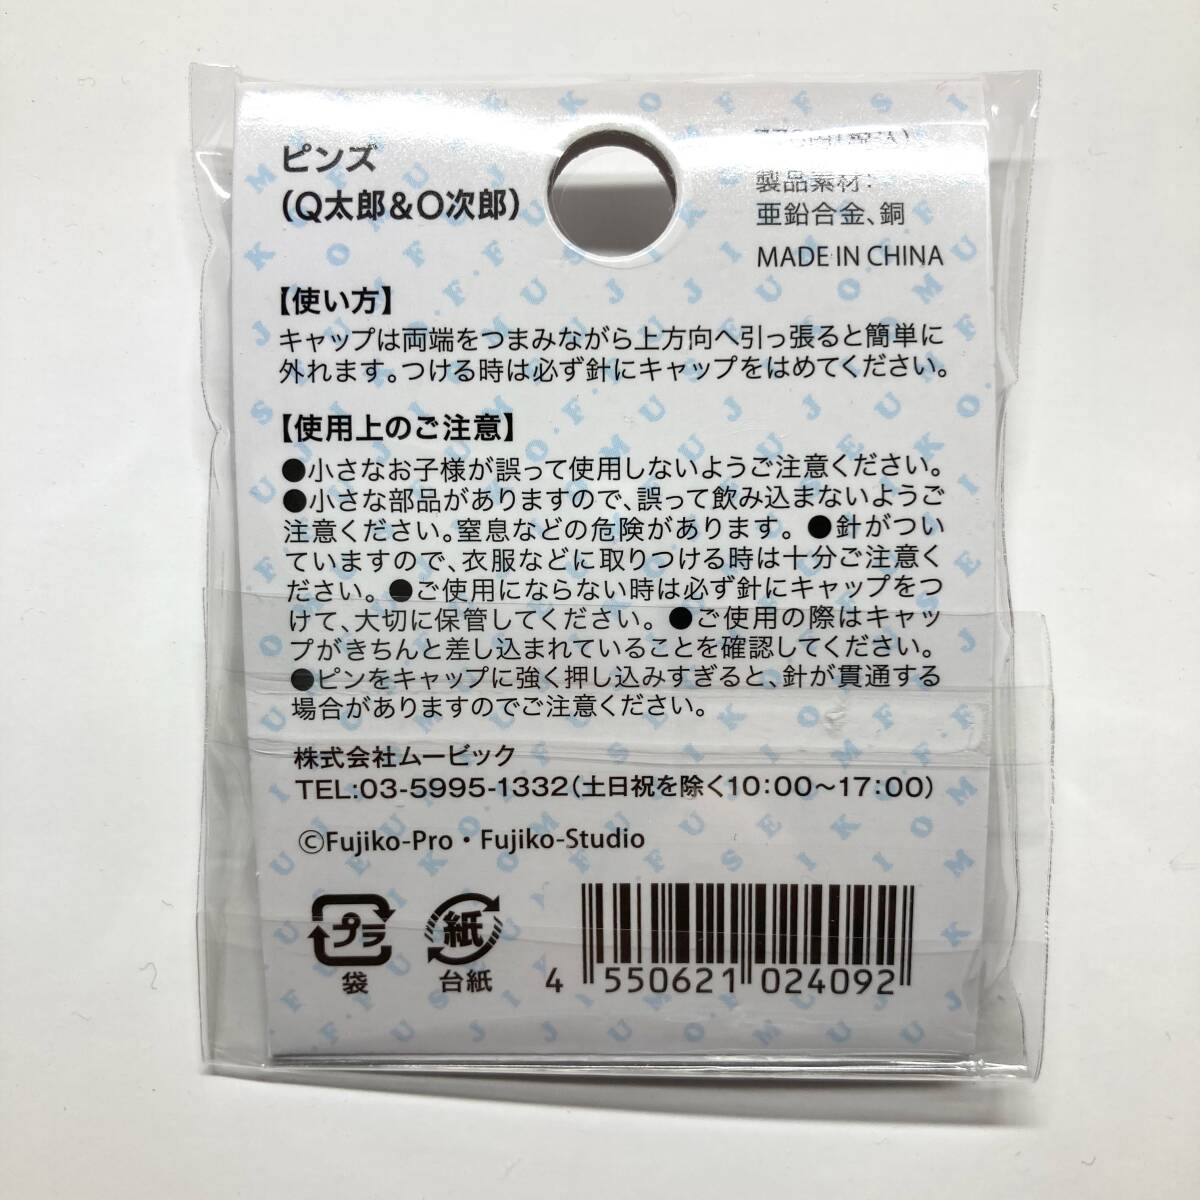 ピンズ
(Q太郎&O次郎)
製品素材:
亜鉛合金、銅
MADE IN CHINA
【使い方】
キャップは両端をつまみながら上方向へ引っ張ると簡単に
外れます。つける時は必ず針にキャップをはめてください。
【使用上のご注意】
●小さなお子様が誤って使用しないようご注意ください。
●小さな部品がありますので、誤って飲み込まないようご
注意ください。窒息などの危険があります。 ●針がつい
ていますので、衣服などに取りつける時は十分ご注意く
ださい。 ●ご使用にならない時は必ず針にキャップをつ
けて、大切に保管してください。 ●ご使用の際はキャッ
プがきちんと差し込まれていることを確認してください。
●ピンをキャップに強く押し込みすぎると、針が貫通する
場合がありますのでご注意ください。
株式会社ムービック
TEL:03-5995-1332(土日祝を除く10:00〜17:00)
©Fujiko-Pro・Fujiko-Studio
プラ
袋
紙
台紙
4 550621 024092